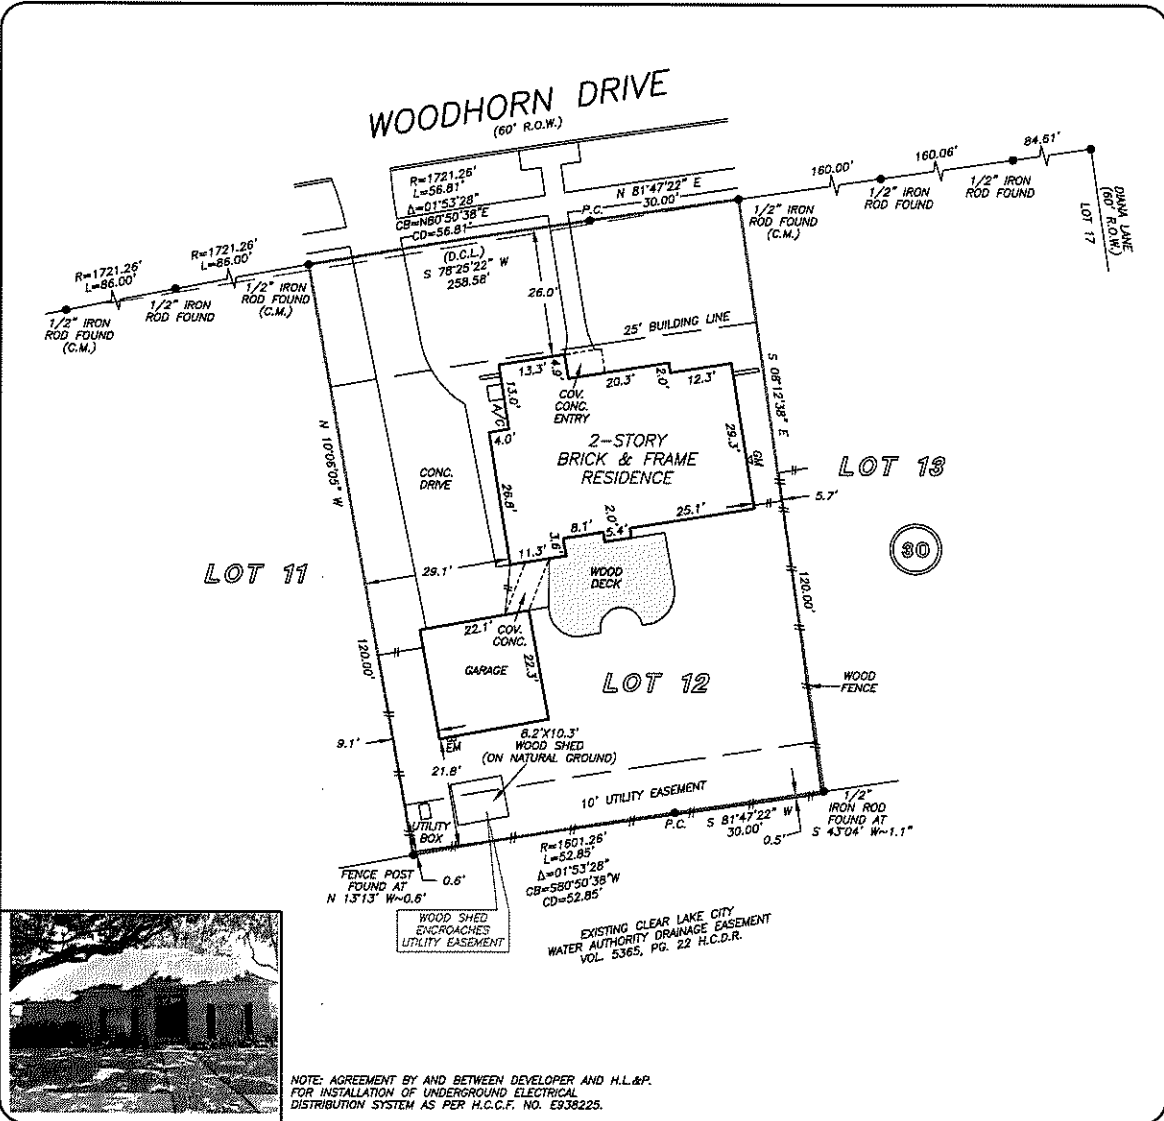 WOODHORN DRIVE
(60' R.O.W.)
R=1721.26'
L=56.81'
Δ=01°53'28"
CB=N80°50'38"E
CD=56.81'
(D.C.L.)
S 78°25'22" W
258.58'
N 81°47'22" E
30.00'
P.C.
160.00'
160.06'
84.61'
1/2" IRON
ROD FOUND
(C.M.)
1/2" IRON
ROD FOUND
1/2" IRON
ROD FOUND
DIANA LANE
(60' R.O.W.)
LOT 17
R=1721.26'
L=86.00'
R=1721.26'
L=86.00'
1/2" IRON
ROD FOUND
(C.M.)
1/2" IRON
ROD FOUND
1/2" IRON
ROD FOUND
(C.M.)
26.0'
25' BUILDING LINE
13.3'
4.9'
20.3'
2.0'
12.3'
13.0'
A/C
4.0'
COV.
CONC.
ENTRY
2-STORY
BRICK & FRAME
RESIDENCE
29.3'
GM
S 08°12'38" E
120.00'
N 10°06'05" W
120.00'
CONC.
DRIVE
26.8'
LOT 13
5.7'
30
8.1'
2.0'
5.4'
25.1'
3.6'
11.3'
LOT 11
29.1'
WOOD
DECK
22.1'
COV.
CONC.
GARAGE
22.3'
LOT 12
WOOD
FENCE
9.1'
EM
21.8'
8.2'X10.3'
WOOD SHED
(ON NATURAL GROUND)
10' UTILITY EASEMENT
UTILITY
BOX
P.C.
S 81°47'22" W
30.00'
0.5'
1/2"
IRON ROD
FOUND AT
S 43°04' W~1.1"
R=1601.26'
L=52.85'
Δ=01°53'28"
CB=S80°50'38"W
CD=52.85'
FENCE POST
FOUND AT
N 13°13' W~0.6'
0.6'
WOOD SHED
ENCROACHES
UTILITY EASEMENT
EXISTING CLEAR LAKE CITY
WATER AUTHORITY DRAINAGE EASEMENT
VOL. 5365, PG. 22 H.C.D.R.
NOTE: AGREEMENT BY AND BETWEEN DEVELOPER AND H.L.&P.
FOR INSTALLATION OF UNDERGROUND ELECTRICAL
DISTRIBUTION SYSTEM AS PER H.C.C.F. NO. E938225.